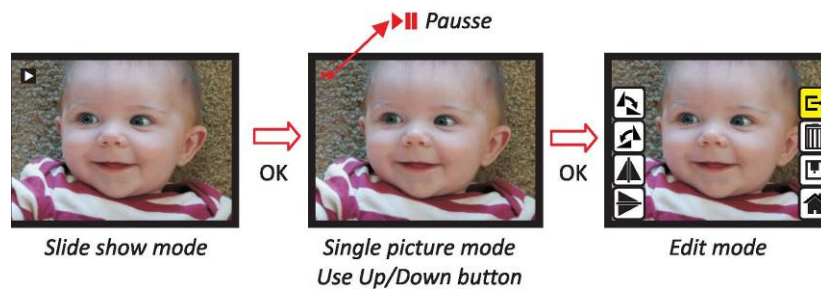 Pausse
OK
OK
Slide show mode
Single picture mode
Use Up/Down button
Edit mode